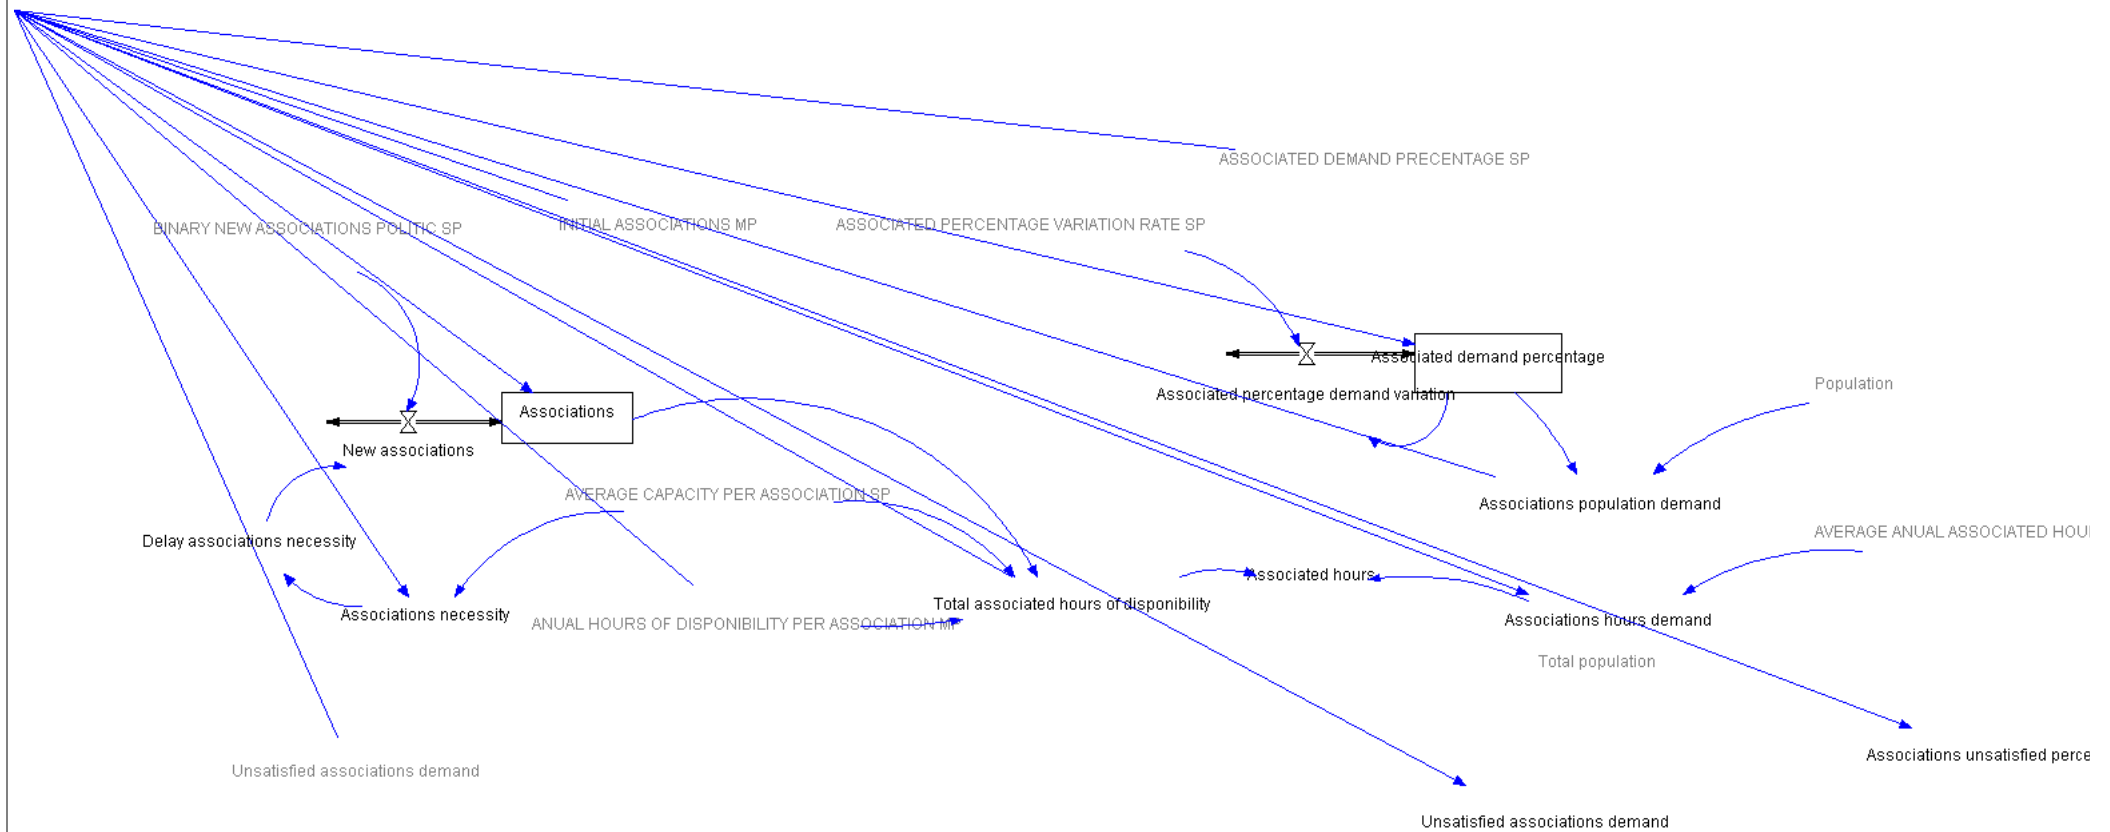 ASSOCIATED DEMAND PRECENTAGE SP
BINARY NEW ASSOCIATIONS POLITIC SP
INITIAL ASSOCIATIONS MP
ASSOCIATED PERCENTAGE VARIATION RATE SP
Associated demand percentage
Population
Associated percentage demand variation
Associations
New associations
AVERAGE CAPACITY PER ASSOCIATION SP
Associations population demand
AVERAGE ANUAL ASSOCIATED HOU
Delay associations necessity
Associated hours
Total associated hours of disponibility
Associations necessity
ANUAL HOURS OF DISPONIBILITY PER ASSOCIATION MP
Associations hours demand
Total population
Associations unsatisfied perce
Unsatisfied associations demand
Unsatisfied associations demand